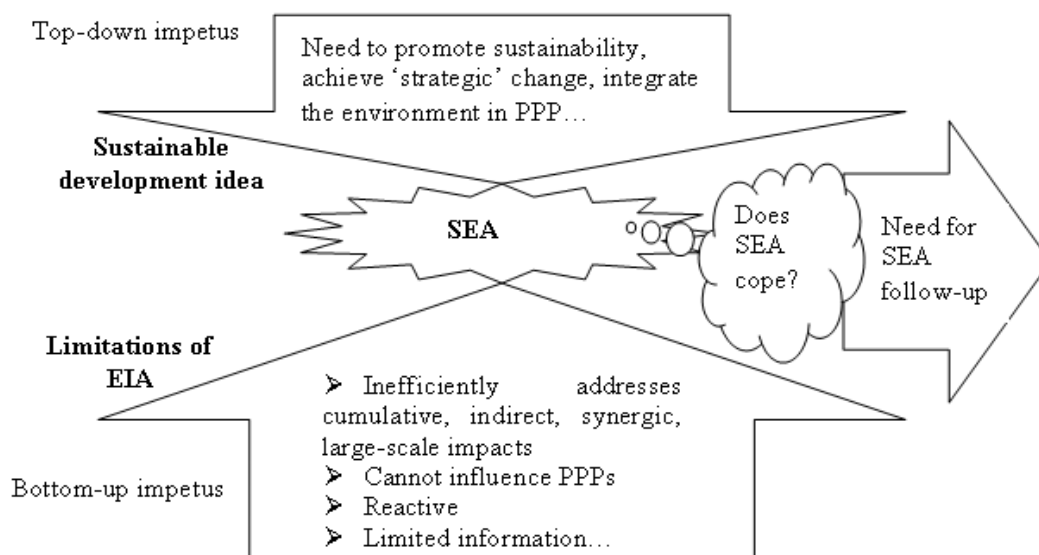 Top-down impetus
Need to promote sustainability,
achieve ‘strategic’ change, integrate
the environment in PPP…
Sustainable
development idea
SEA
Does
SEA
cope?
Need for
SEA
follow-up
Limitations of
EIA
➢ Inefficiently addresses
cumulative, indirect, synergic,
large-scale impacts
➢ Cannot influence PPPs
➢ Reactive
➢ Limited information…
Bottom-up impetus